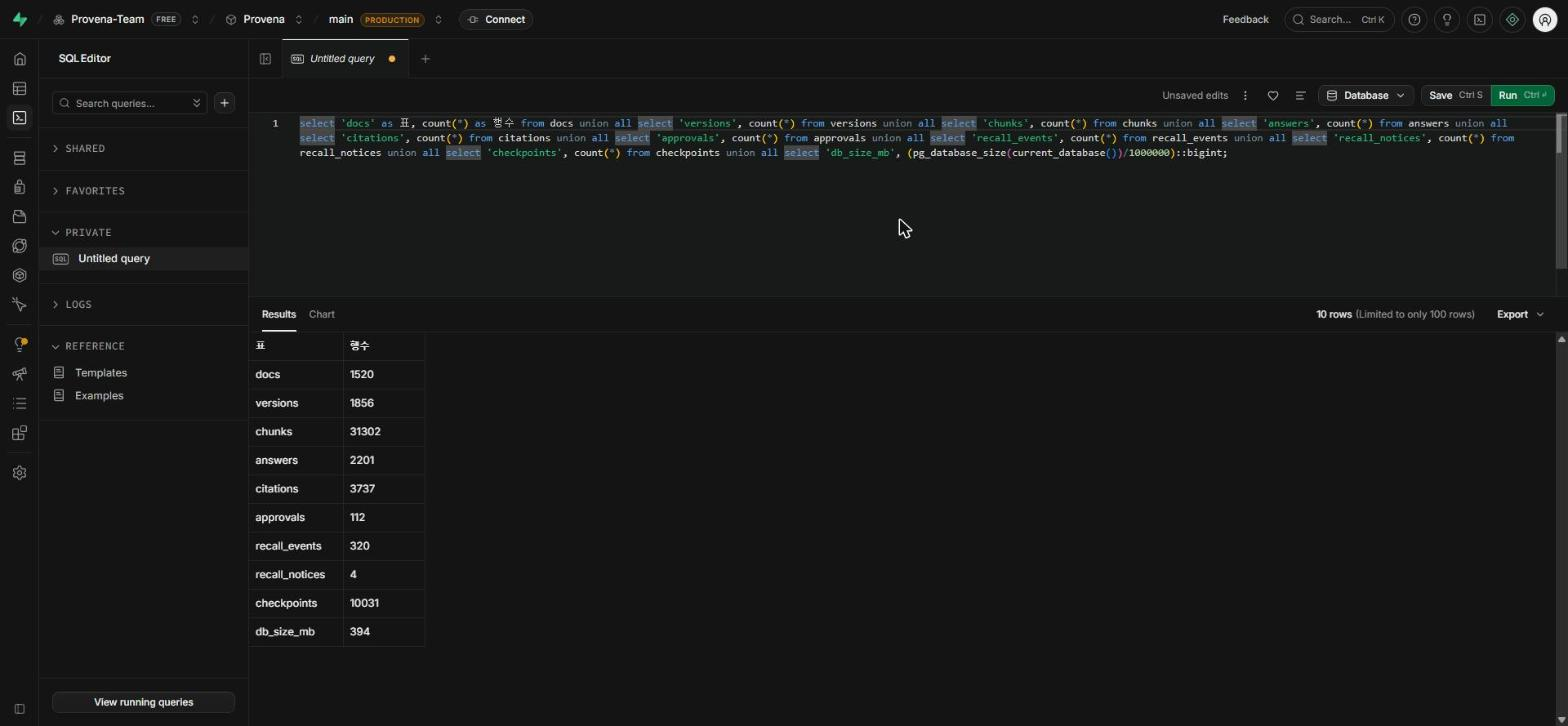 Provena-Team FREE Provena main PRODUCTION Connect Feedback Search... Ctrl K
SQL Editor
SQL Untitled query
Search queries...
Unsaved edits Database Save Ctrl S Run Ctrl ↵
1 select 'docs' as 표, count(*) as 행수 from docs union all select 'versions', count(*) from versions union all select 'chunks', count(*) from chunks union all select 'answers', count(*) from answers union all
select 'citations', count(*) from citations union all select 'approvals', count(*) from approvals union all select 'recall_events', count(*) from recall_events union all select 'recall_notices', count(*) from
recall_notices union all select 'checkpoints', count(*) from checkpoints union all select 'db_size_mb', (pg_database_size(current_database())/1000000)::bigint;
SHARED
FAVORITES
PRIVATE
SQL Untitled query
LOGS
REFERENCE
Templates
Examples
View running queries
Results Chart 10 rows (Limited to only 100 rows) Export
표 행수
docs 1520
versions 1856
chunks 31302
answers 2201
citations 3737
approvals 112
recall_events 320
recall_notices 4
checkpoints 10031
db_size_mb 394